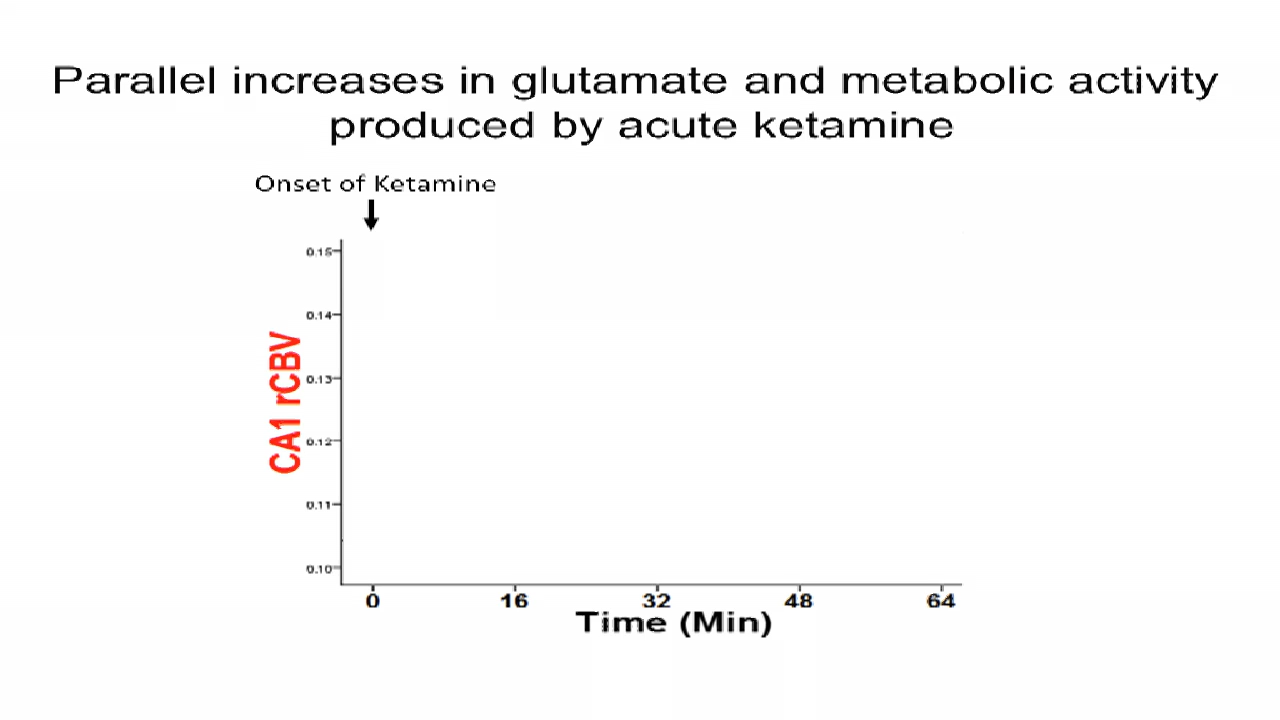 Parallel increases in glutamate and metabolic activity
produced by acute ketamine
Onset of Ketamine
0.15
0.14
0.13
0.12
0.11
0.10
CA1 rCBV
0 16 32 48 64
Time (Min)